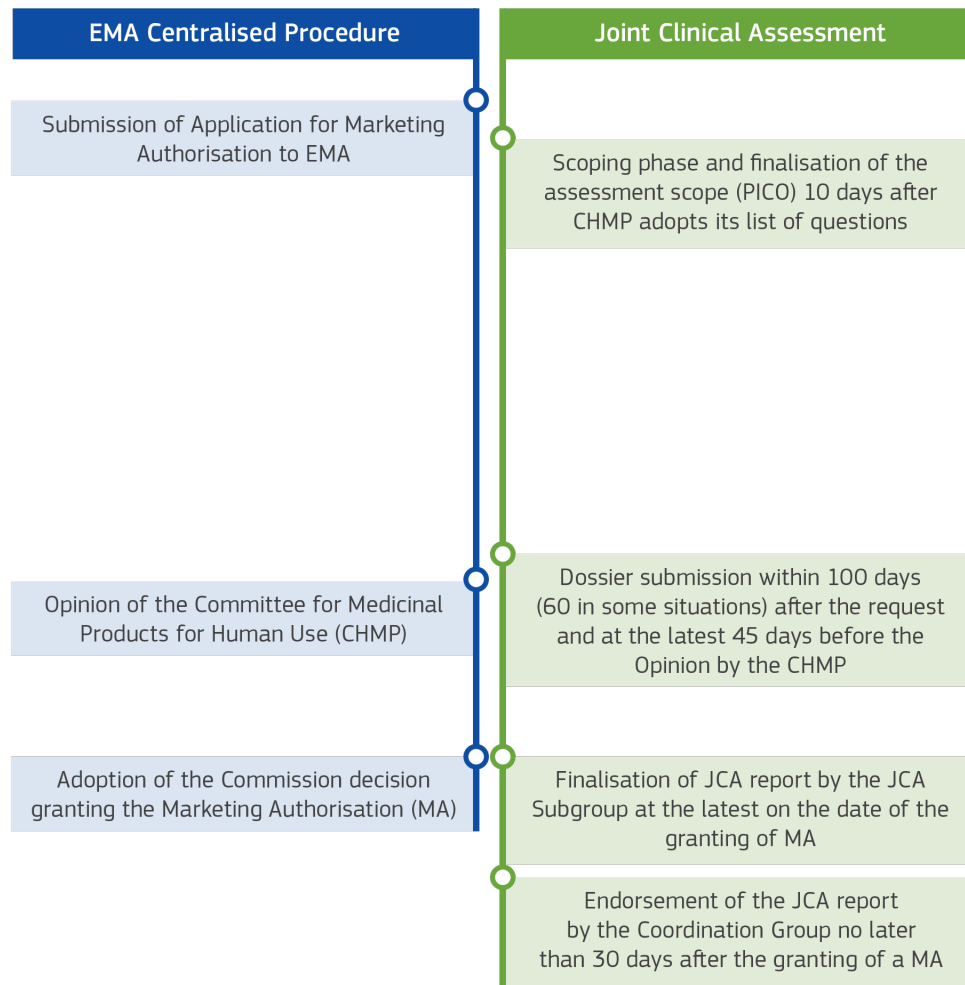 EMA Centralised Procedure
Joint Clinical Assessment
Submission of Application for Marketing
Authorisation to EMA
Scoping phase and finalisation of the
assessment scope (PICO) 10 days after
CHMP adopts its list of questions
Opinion of the Committee for Medicinal
Products for Human Use (CHMP)
Dossier submission within 100 days
(60 in some situations) after the request
and at the latest 45 days before the
Opinion by the CHMP
Adoption of the Commission decision
granting the Marketing Authorisation (MA)
Finalisation of JCA report by the JCA
Subgroup at the latest on the date of the
granting of MA
Endorsement of the JCA report
by the Coordination Group no later
than 30 days after the granting of a MA